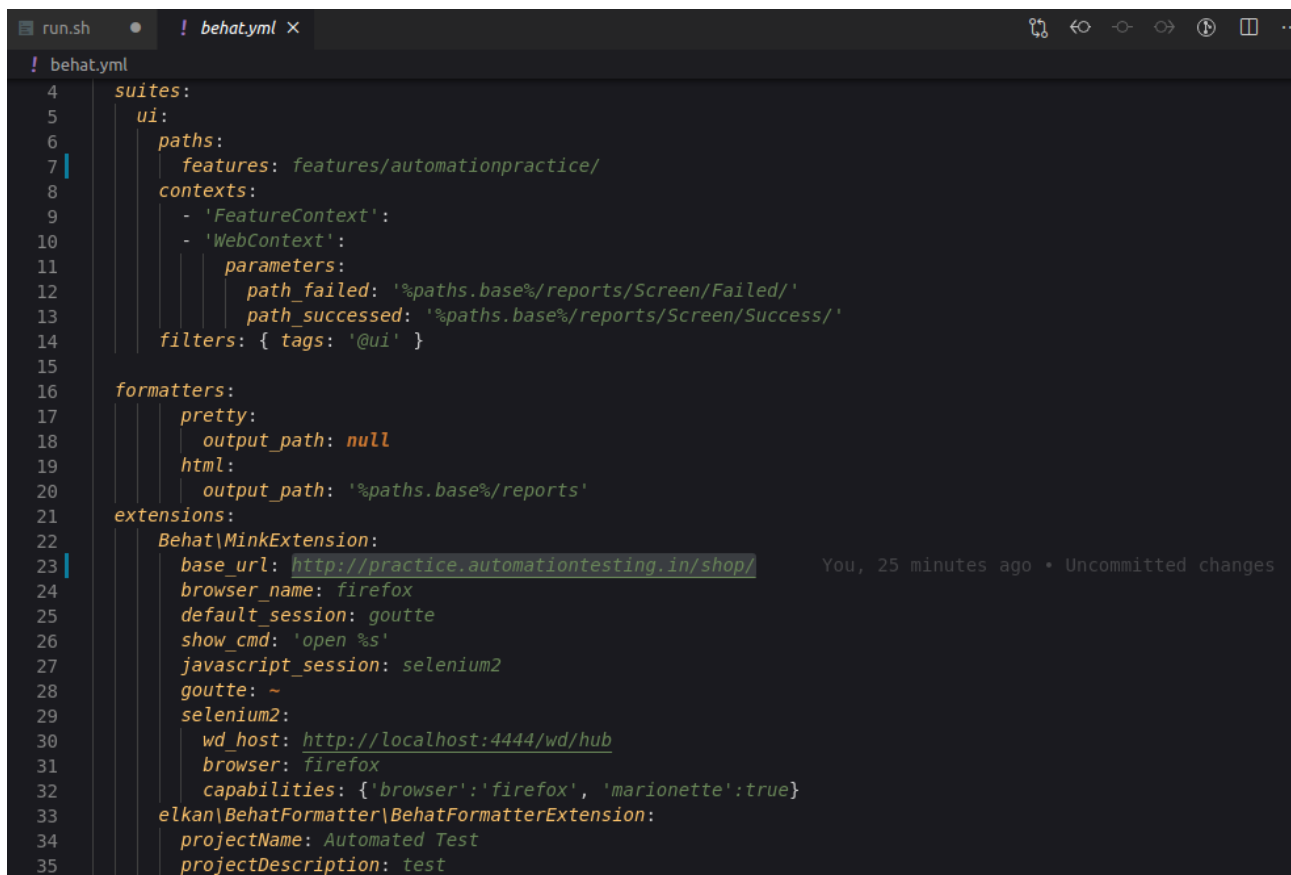 run.sh ● ! behat.yml ×
! behat.yml
4 suites:
5 ui:
6 paths:
7 features: features/automationpractice/
8 contexts:
9 - 'FeatureContext':
10 - 'WebContext':
11 parameters:
12 path_failed: '%paths.base%/reports/Screen/Failed/'
13 path_successed: '%paths.base%/reports/Screen/Success/'
14 filters: { tags: '@ui' }
15
16 formatters:
17 pretty:
18 output_path: null
19 html:
20 output_path: '%paths.base%/reports'
21 extensions:
22 Behat\MinkExtension:
23 base_url: http://practice.automationtesting.in/shop/ You, 25 minutes ago • Uncommitted changes
24 browser_name: firefox
25 default_session: goutte
26 show_cmd: 'open %s'
27 javascript_session: selenium2
28 goutte: ~
29 selenium2:
30 wd_host: http://localhost:4444/wd/hub
31 browser: firefox
32 capabilities: {'browser':'firefox', 'marionette':true}
33 elkan\BehatFormatter\BehatFormatterExtension:
34 projectName: Automated Test
35 projectDescription: test